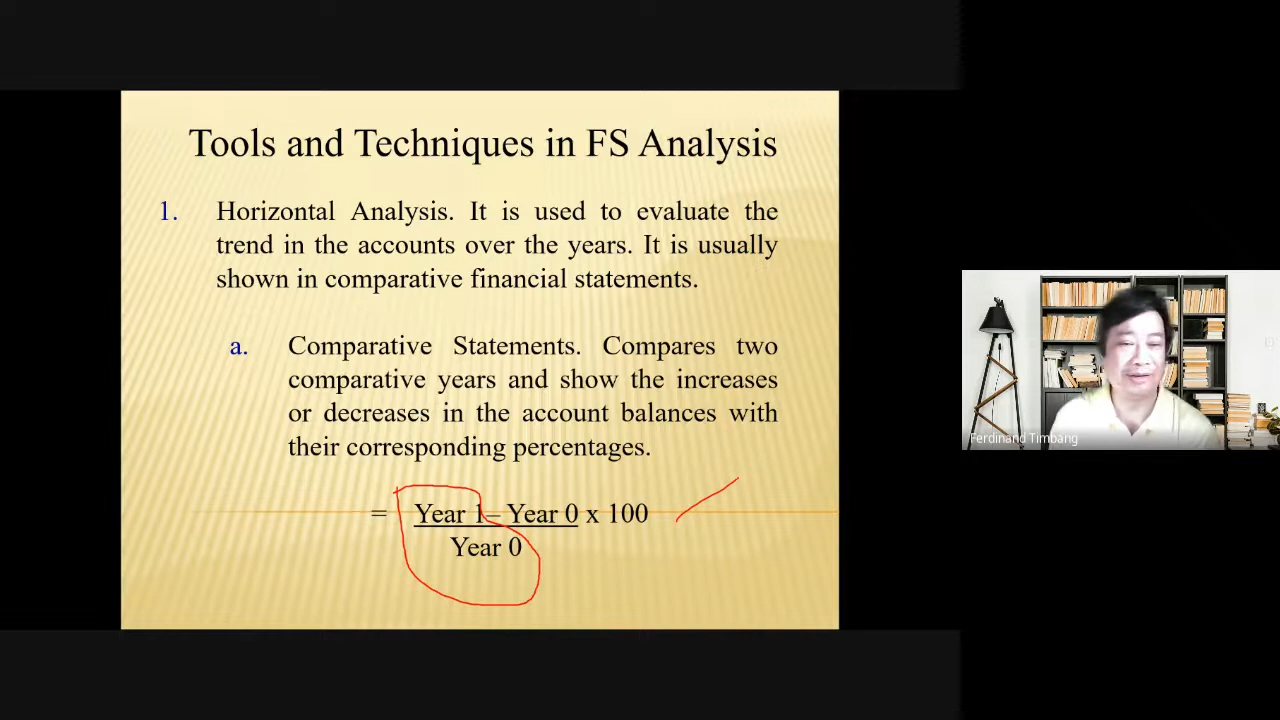 Tools and Techniques in FS Analysis
1. Horizontal Analysis. It is used to evaluate the
trend in the accounts over the years. It is usually
shown in comparative financial statements.
a. Comparative Statements. Compares two
comparative years and show the increases
or decreases in the account balances with
their corresponding percentages.
= Year 1– Year 0 x 100
Year 0
Ferdinand Timbang